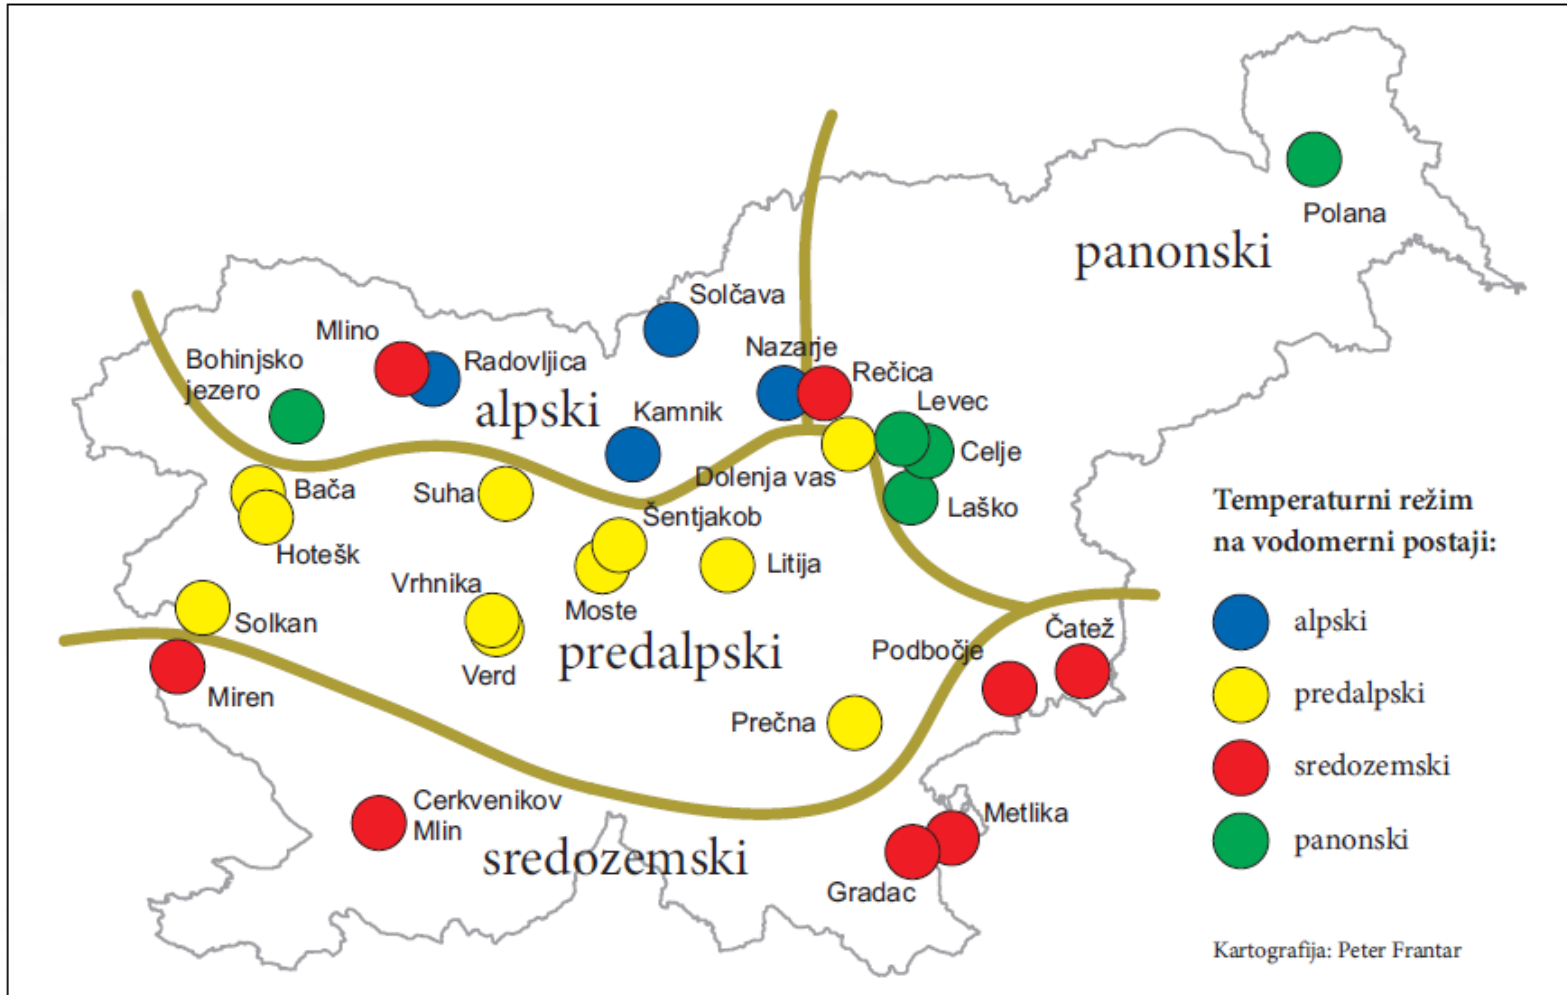 Polana
panonski
Solčava
Mlino
Bohinjsko
jezero
Radovljica
Nazarje
Rečica
alpski
Kamnik
Levec
Celje
Dolenja vas
Laško
Bača
Suha
Šentjakob
Hotešk
Litija
Vrhnika
Moste
Solkan
predalpski
Verd
Miren
Podbočje
Čatež
Prečna
Cerkvenikov
Mlin
sredozemski
Metlika
Gradac
Temperaturni režim
na vodomerni postaji:
alpski
predalpski
sredozemski
panonski
Kartografija: Peter Frantar